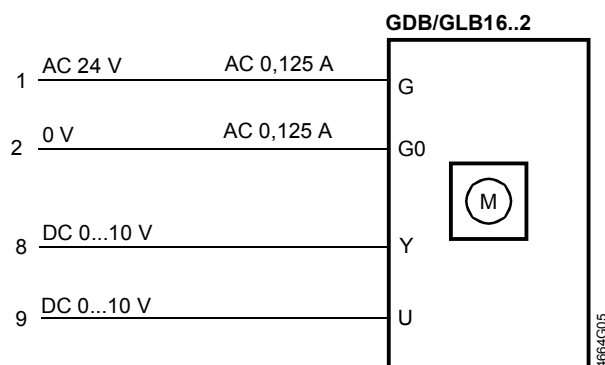 GDB/GLB16..2
1 AC 24 V AC 0,125 A G
2 0 V AC 0,125 A G0
M
8 DC 0...10 V Y
9 DC 0...10 V U
4664G05